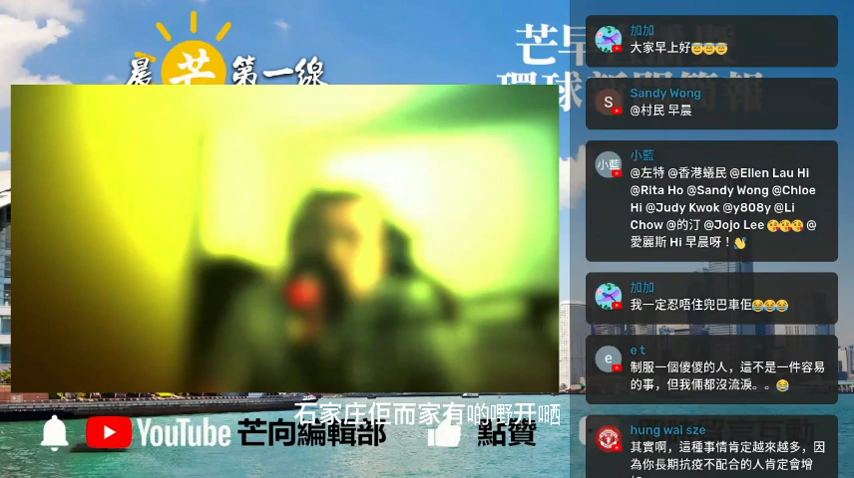 晨芒第一線
芒早
環球
報
石家庄佢而家有啲嘢开哂
YouTube 芒向編輯部
點贊
加加
大家早上好😊😊😊
Sandy Wong
@村民 早晨
小藍
小藍
@左特 @香港蟻民 @Ellen Lau Hi
@Rita Ho @Sandy Wong @Chloe
Hi @Judy Kwok @y808y @Li
Chow @的汀 @Jojo Lee 😘😘😘 @
愛麗斯 Hi 早晨呀！👋
加加
我一定忍唔住兜巴車佢😂😂😂
e
e t
制服一個傻傻的人，這不是一件容易
的事，但我倆都沒流淚。。😂
hung wai sze
其實啊，這種事情肯定越來越多，因
為你長期抗疫不配合的人肯定會增